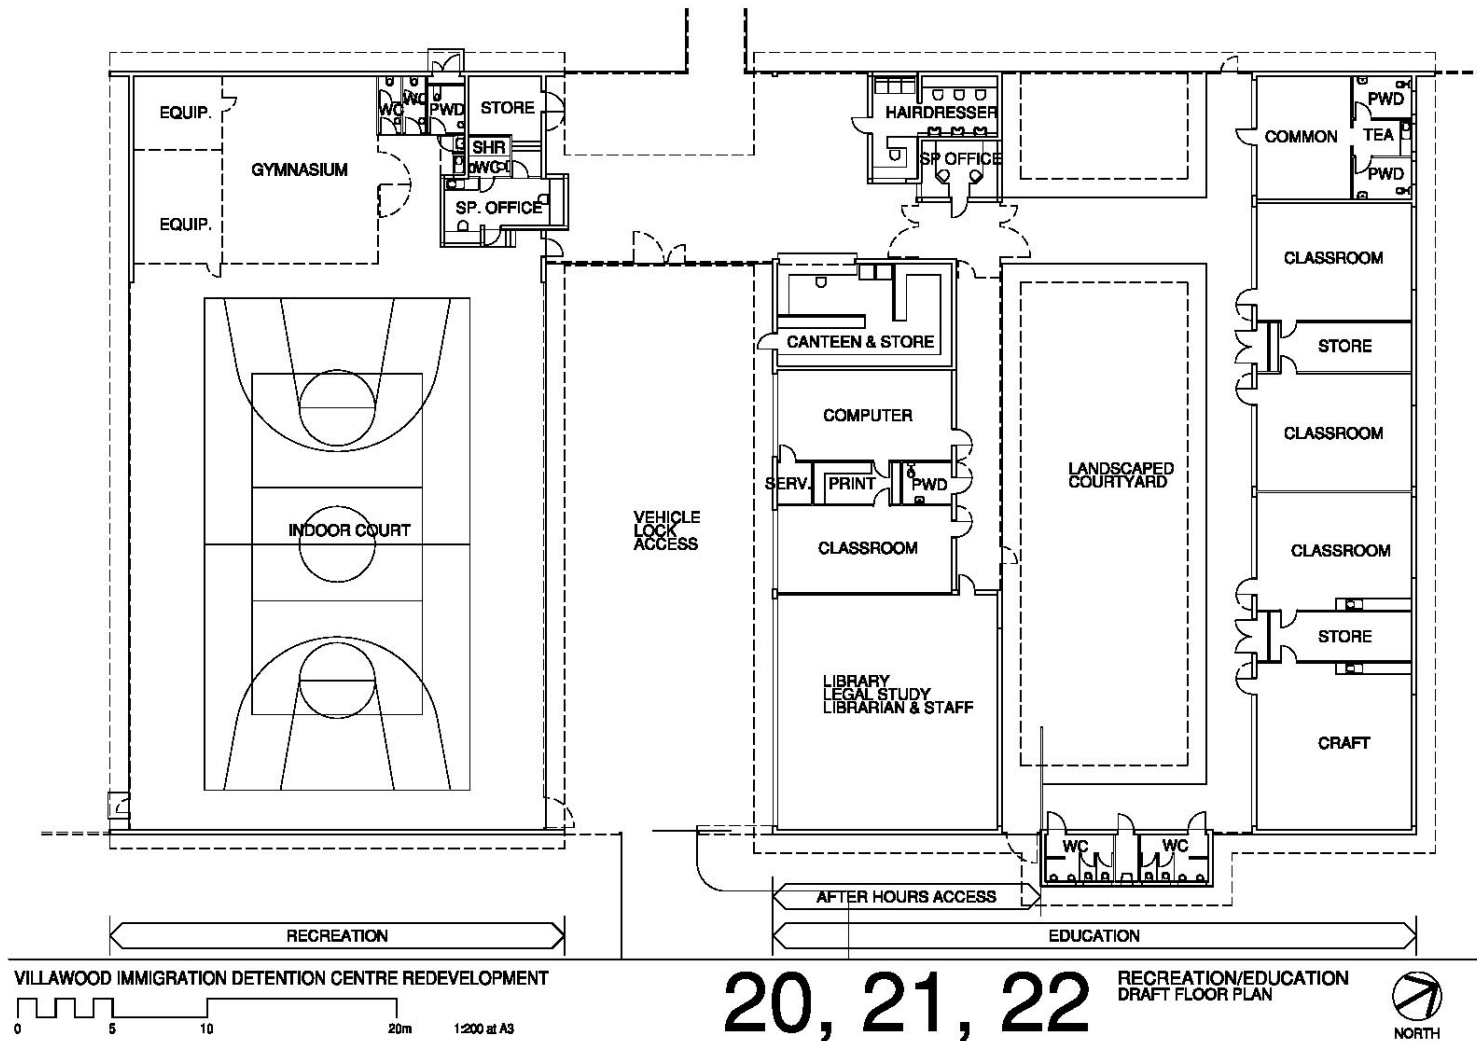 EQUIP.
WC
WC
PWD
STORE
HAIRDRESSER
COMMON
PWD
TEA
PWD
GYMNASIUM
SHR
WC
SP OFFICE
EQUIP.
SP. OFFICE
CLASSROOM
CANTEEN & STORE
STORE
COMPUTER
CLASSROOM
LANDSCAPED
COURTYARD
SERV.
PRINT
PWD
INDOOR COURT
VEHICLE
LOCK
ACCESS
CLASSROOM
CLASSROOM
STORE
LIBRARY
LEGAL STUDY
LIBRARIAN & STAFF
CRAFT
WC
WC
AFTER HOURS ACCESS
RECREATION
EDUCATION
VILLAWOOD IMMIGRATION DETENTION CENTRE REDEVELOPMENT
0 5 10 20m 1:200 at A3
20, 21, 22
RECREATION/EDUCATION
DRAFT FLOOR PLAN
NORTH